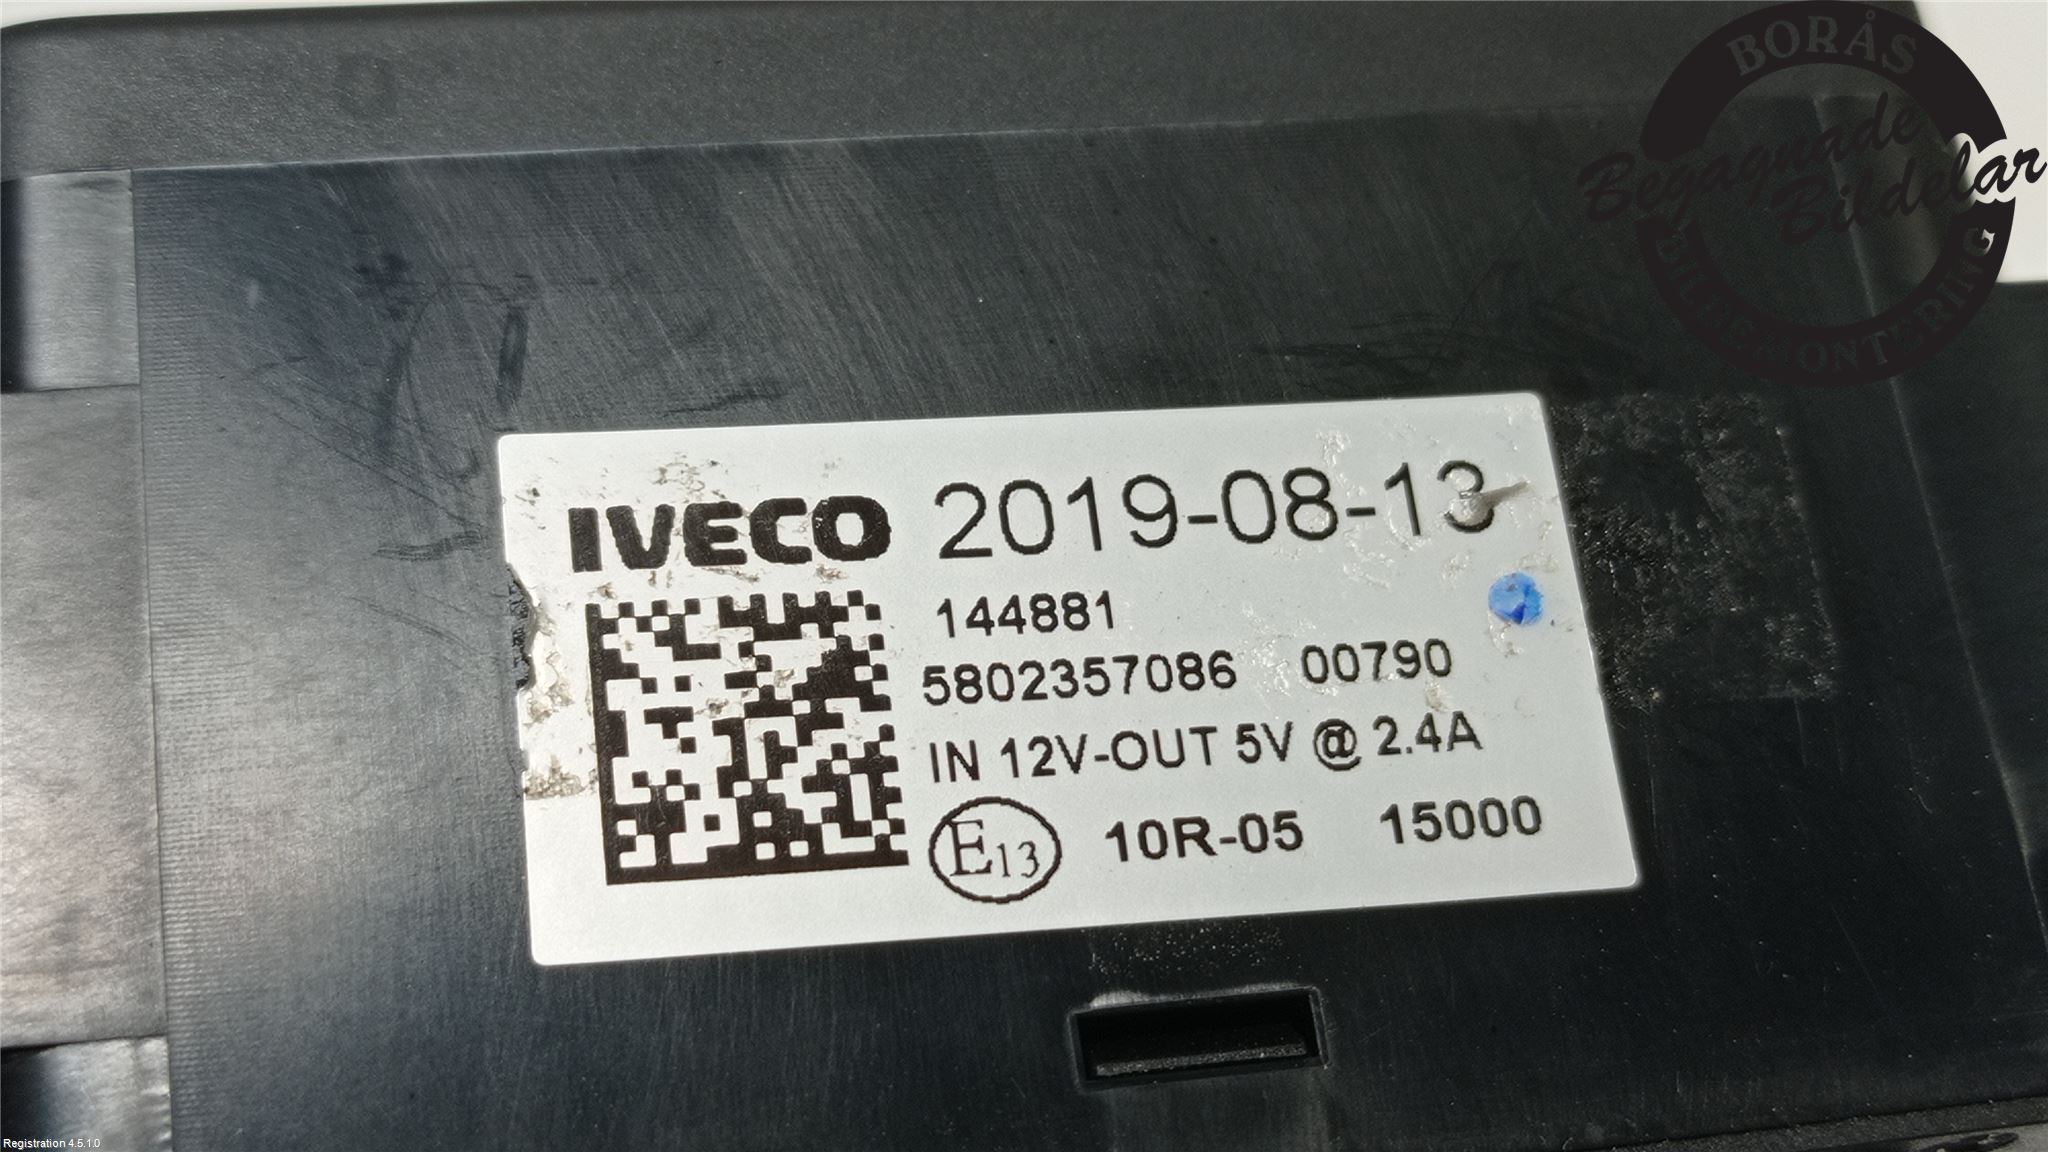 BORÅS
Begagnade
Bildelar
BILDEMONTERING
IVECO 2019-08-13
144881
5802357086 00790
IN 12V-OUT 5V @ 2.4A
E13 10R-05 15000
Registration 4.5.1.0